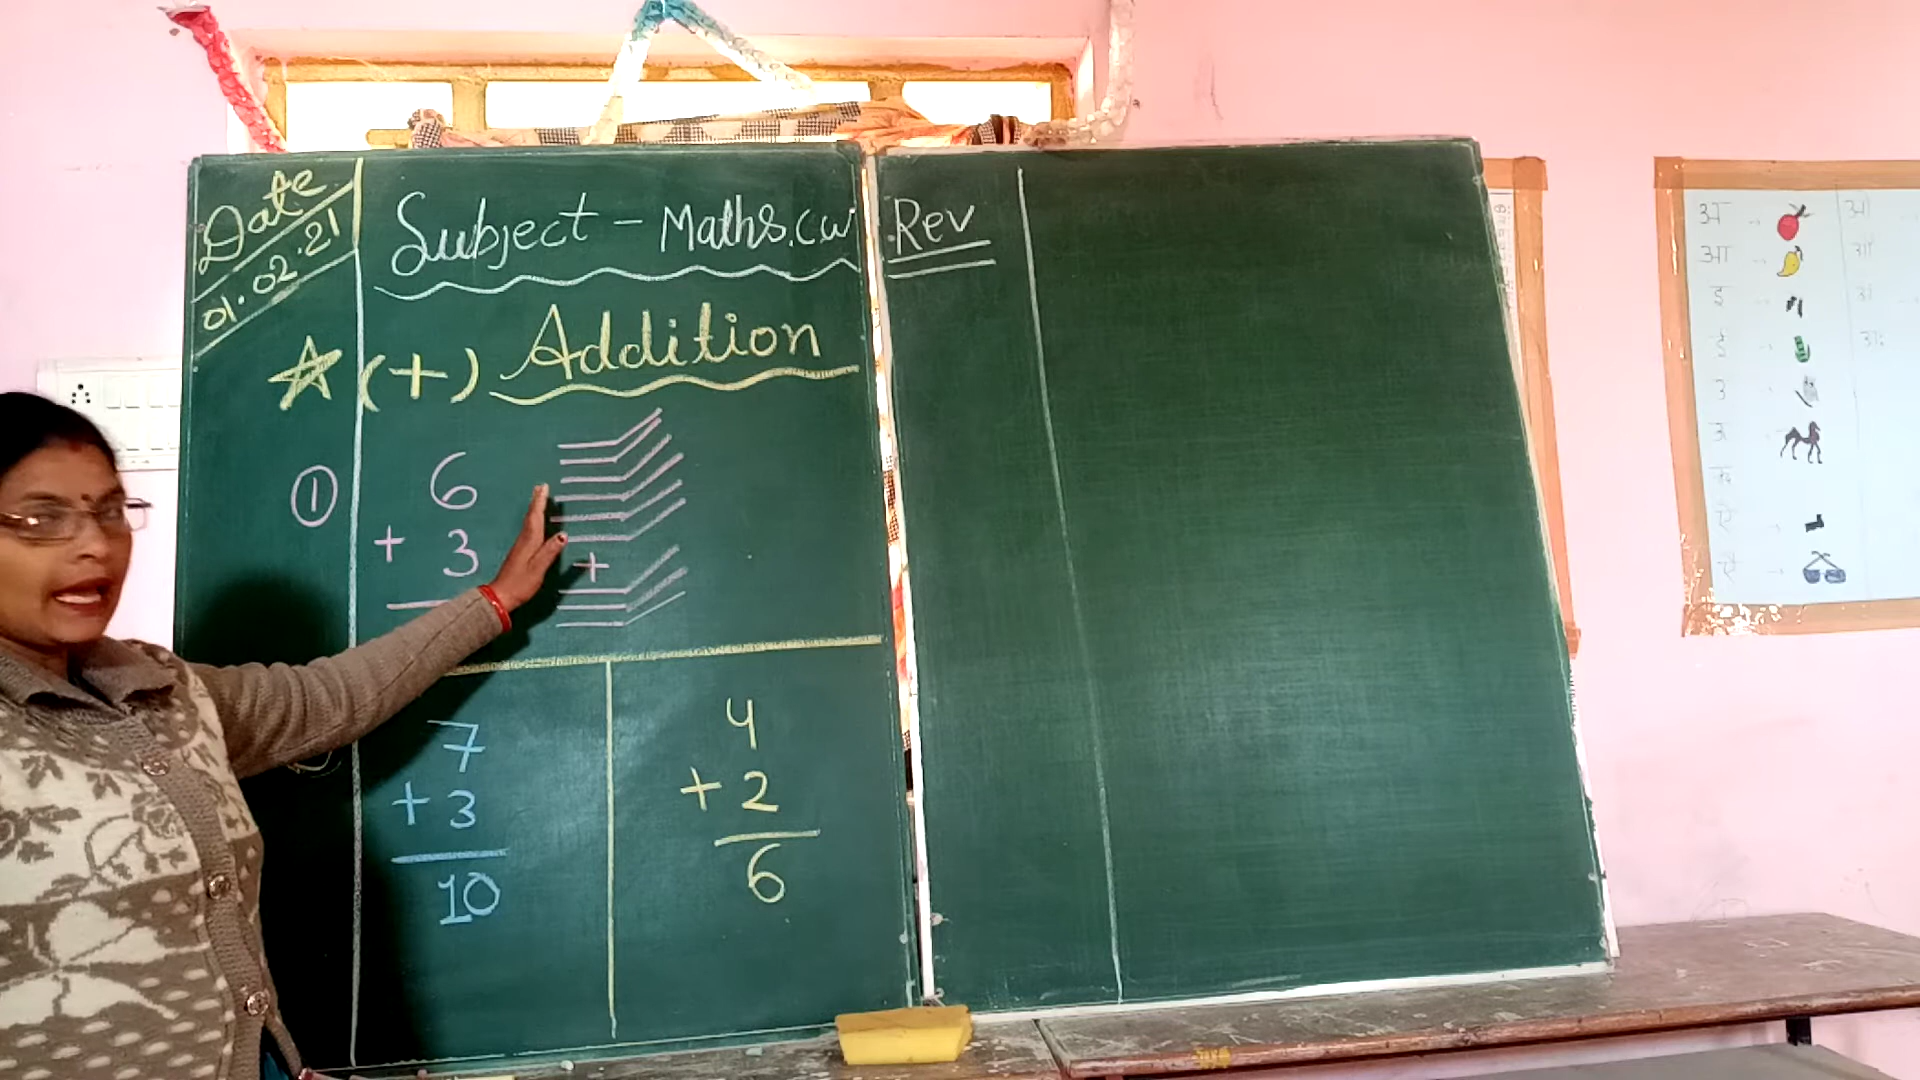 Date
01.02.21
Subject - Maths.cw
Rev
(+) Addition
1
6
+ 3
+
7
+ 3
10
4
+ 2
6
अ
आ
इ
ई
उ
ऊ
ए
ऐ
ओ
औ
अं
अः